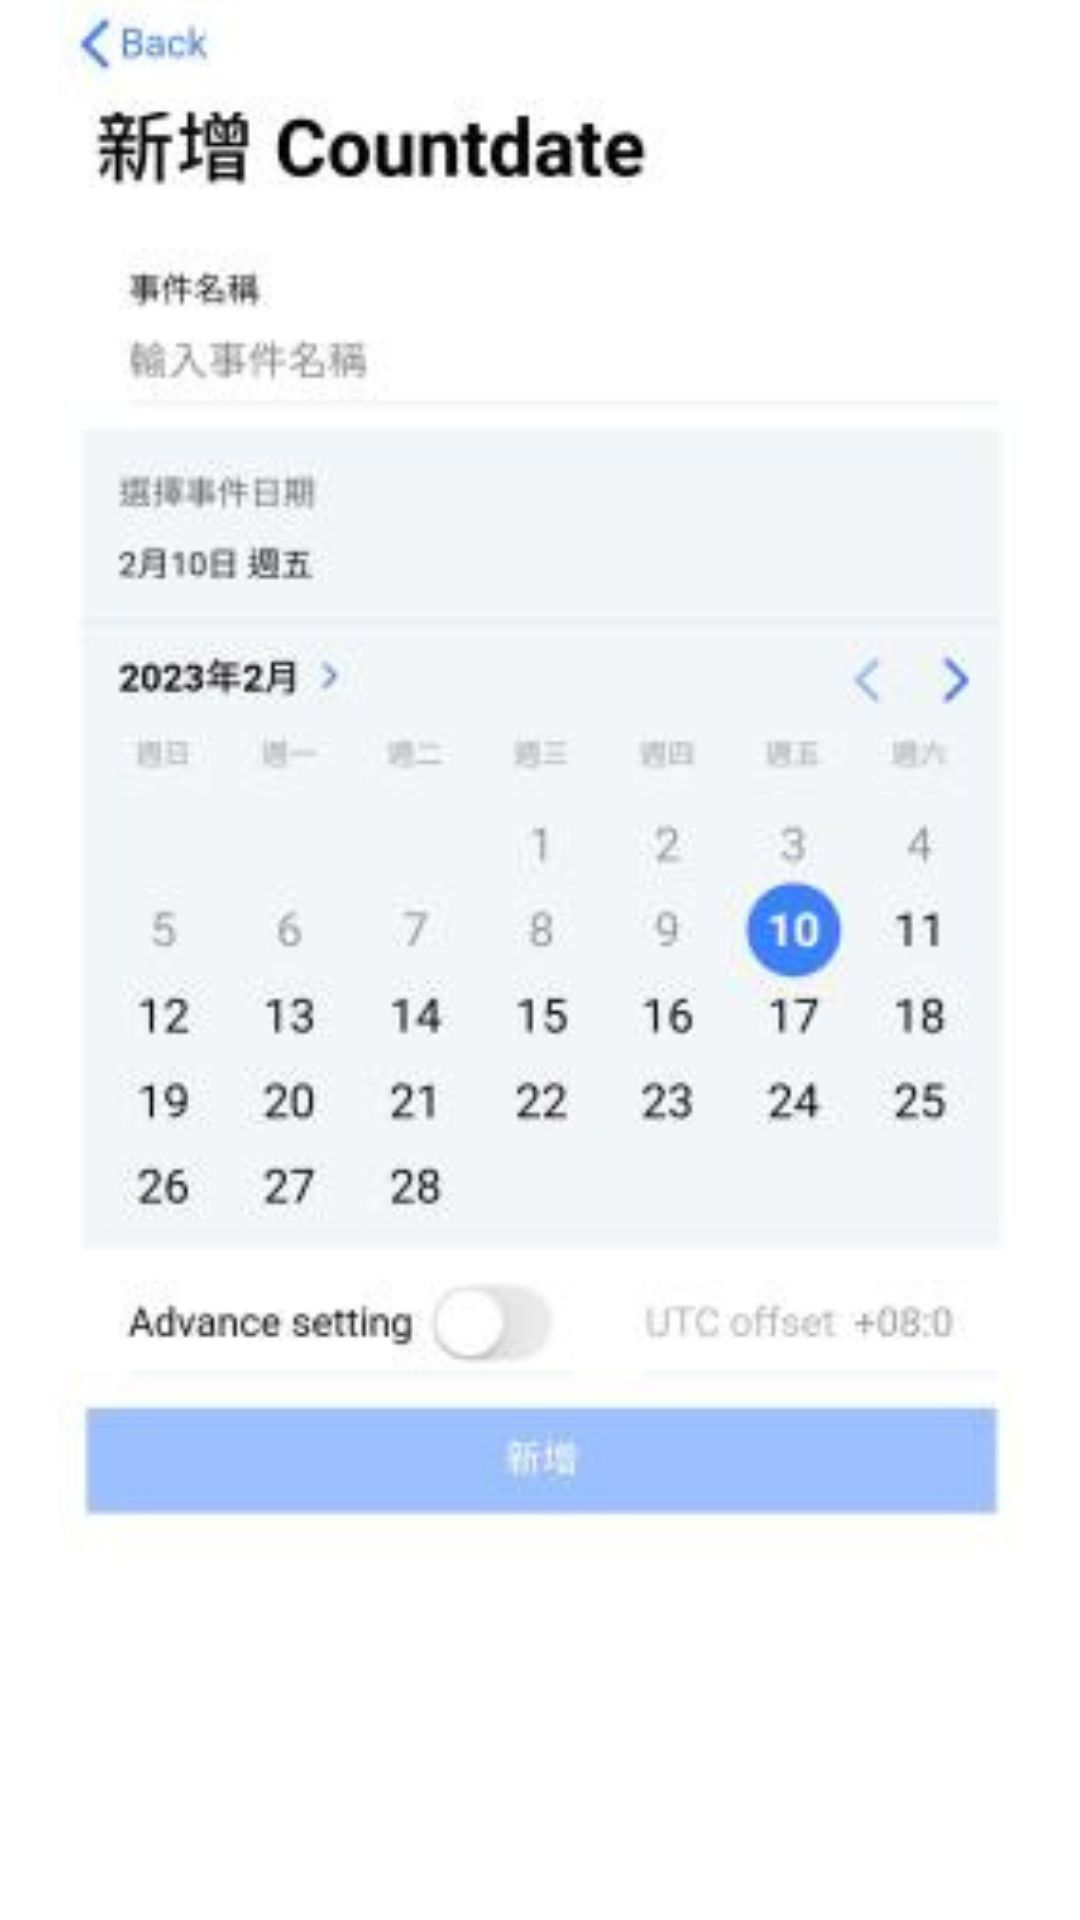 Back
新增 Countdate
事件名稱
輸入事件名稱
選擇事件日期
2月10日 週五
2023年2月
週日 週一 週二 週三 週四 週五 週六
1 2 3 4
5 6 7 8 9 10 11
12 13 14 15 16 17 18
19 20 21 22 23 24 25
26 27 28
Advance setting UTC offset +08:0
新增